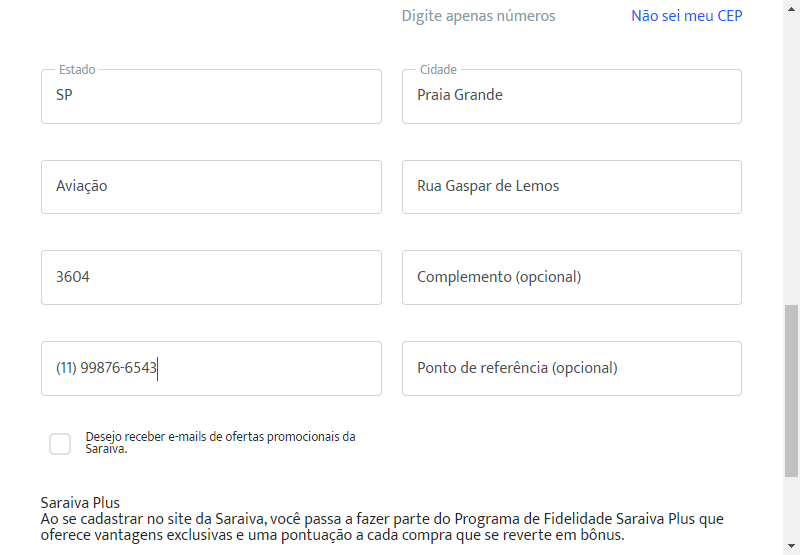 Digite apenas números
Não sei meu CEP
Estado
SP
Cidade
Praia Grande
Aviação
Rua Gaspar de Lemos
3604
Complemento (opcional)
(11) 99876-6543
Ponto de referência (opcional)
Desejo receber e-mails de ofertas promocionais da
Saraiva.
Saraiva Plus
Ao se cadastrar no site da Saraiva, você passa a fazer parte do Programa de Fidelidade Saraiva Plus que
oferece vantagens exclusivas e uma pontuação a cada compra que se reverte em bônus.